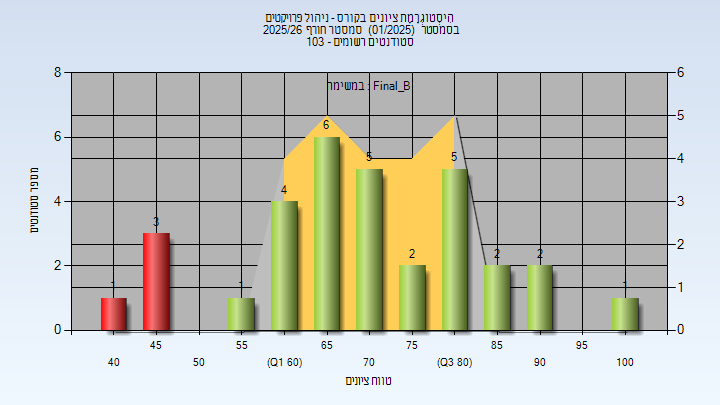 היסטוגרמת ציונים בקורס - ניהול פרויקטים
בסמסטר (01/2025) סמסטר חורף 2025/26
סטודנטים רשומים - 103
במשימה : Final_B
8 6 4 2 0
6 5 4 3 2 1 0
מספר סטודנטים
1 3 1 4 6 5 2 5 2 2 1
45 55 65 75 85 95
40 50 (Q1 60) 70 (Q3 80) 90 100
טווח ציונים